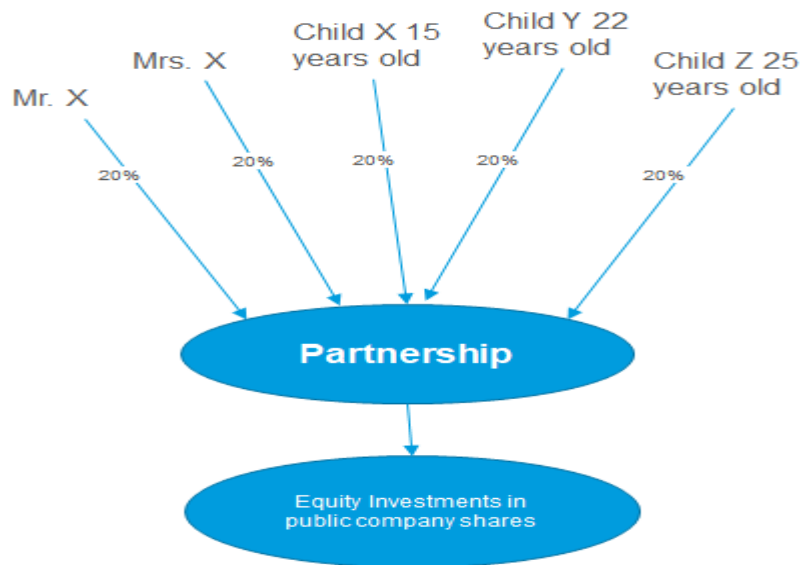 Mr. X
Mrs. X
Child X 15
years old
Child Y 22
years old
Child Z 25
years old
20%
20%
20%
20%
20%
Partnership
Equity Investments in
public company shares